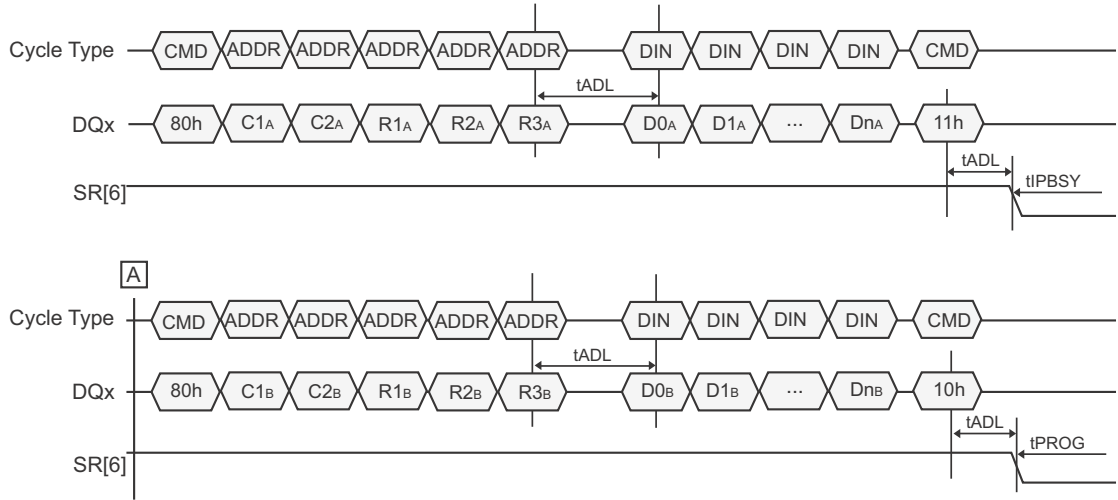 Cycle Type CMD ADDR ADDR ADDR ADDR ADDR DIN DIN DIN DIN CMD
tADL
DQx 80h C1A C2A R1A R2A R3A D0A D1A ... DnA 11h
tADL
SR[6] tIPBSY
A
Cycle Type CMD ADDR ADDR ADDR ADDR ADDR DIN DIN DIN DIN CMD
tADL
DQx 80h C1B C2B R1B R2B R3B D0B D1B ... DnB 10h
tADL
SR[6] tPROG